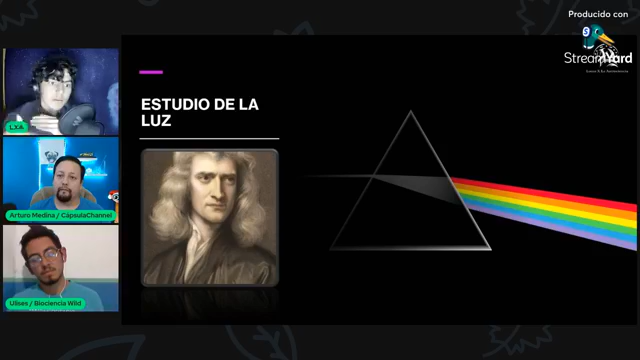 Producido con
StreamYard
ESTUDIO DE LA
LUZ
Arturo Medina / CápsulaChannel
Ulises / Biociencia Wild